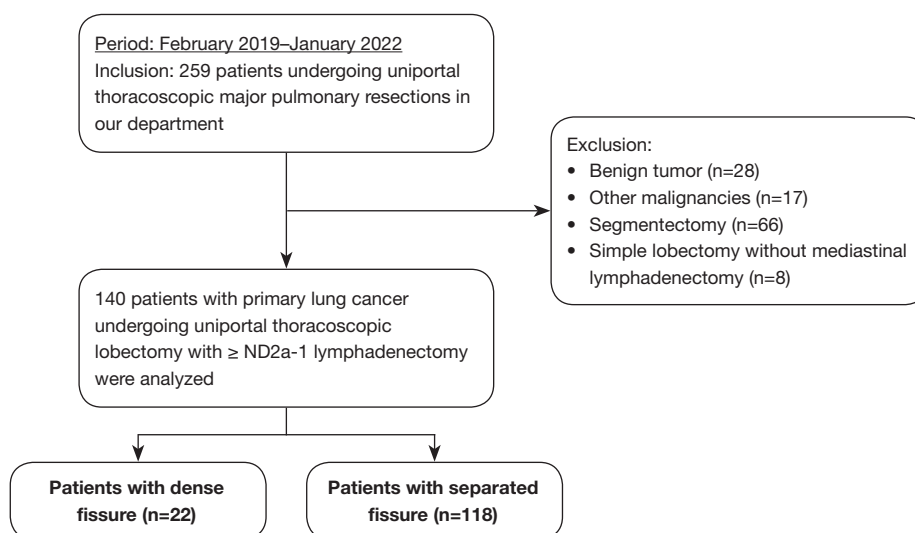 Period: February 2019–January 2022
Inclusion: 259 patients undergoing uniportal
thoracoscopic major pulmonary resections in
our department
Exclusion:
• Benign tumor (n=28)
• Other malignancies (n=17)
• Segmentectomy (n=66)
• Simple lobectomy without mediastinal
lymphadenectomy (n=8)
140 patients with primary lung cancer
undergoing uniportal thoracoscopic
lobectomy with ≥ ND2a-1 lymphadenectomy
were analyzed
Patients with dense
fissure (n=22)
Patients with separated
fissure (n=118)